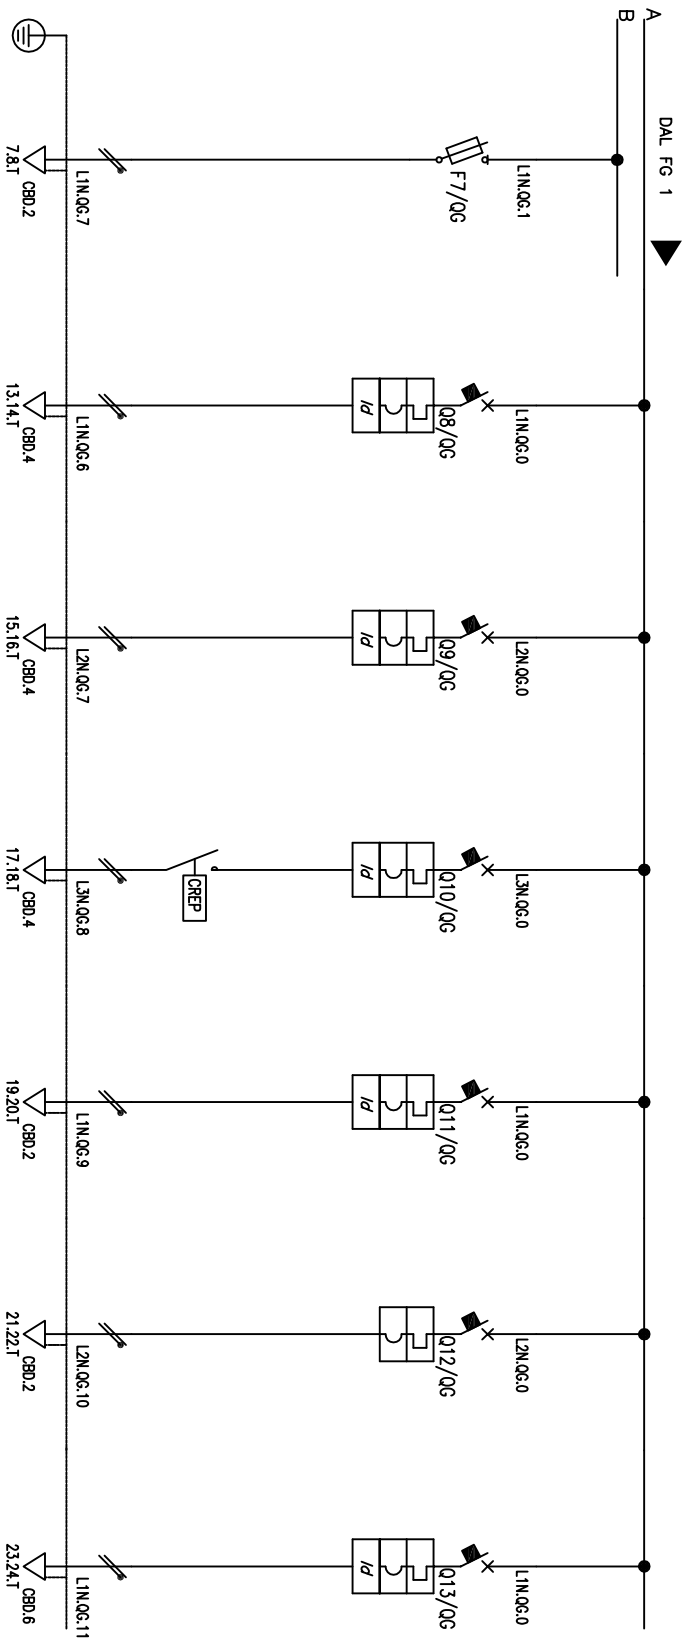 A
B
DAL FG 1
L1N.QG.1
F7/QG
L1N.QG.7
CBD.2
7.8.T
L1N.QG.0
Q8/QG
Id
L1N.QG.6
CBD.4
13.14.T
L2N.QG.0
Q9/QG
Id
L2N.QG.7
CBD.4
15.16.T
L3N.QG.0
Q10/QG
Id
CREP
L3N.QG.8
CBD.4
17.18.T
L1N.QG.0
Q11/QG
Id
L1N.QG.9
CBD.2
19.20.T
L2N.QG.0
Q12/QG
L2N.QG.10
CBD.2
21.22.T
L1N.QG.0
Q13/QG
Id
L1N.QG.11
CBD.6
23.24.T